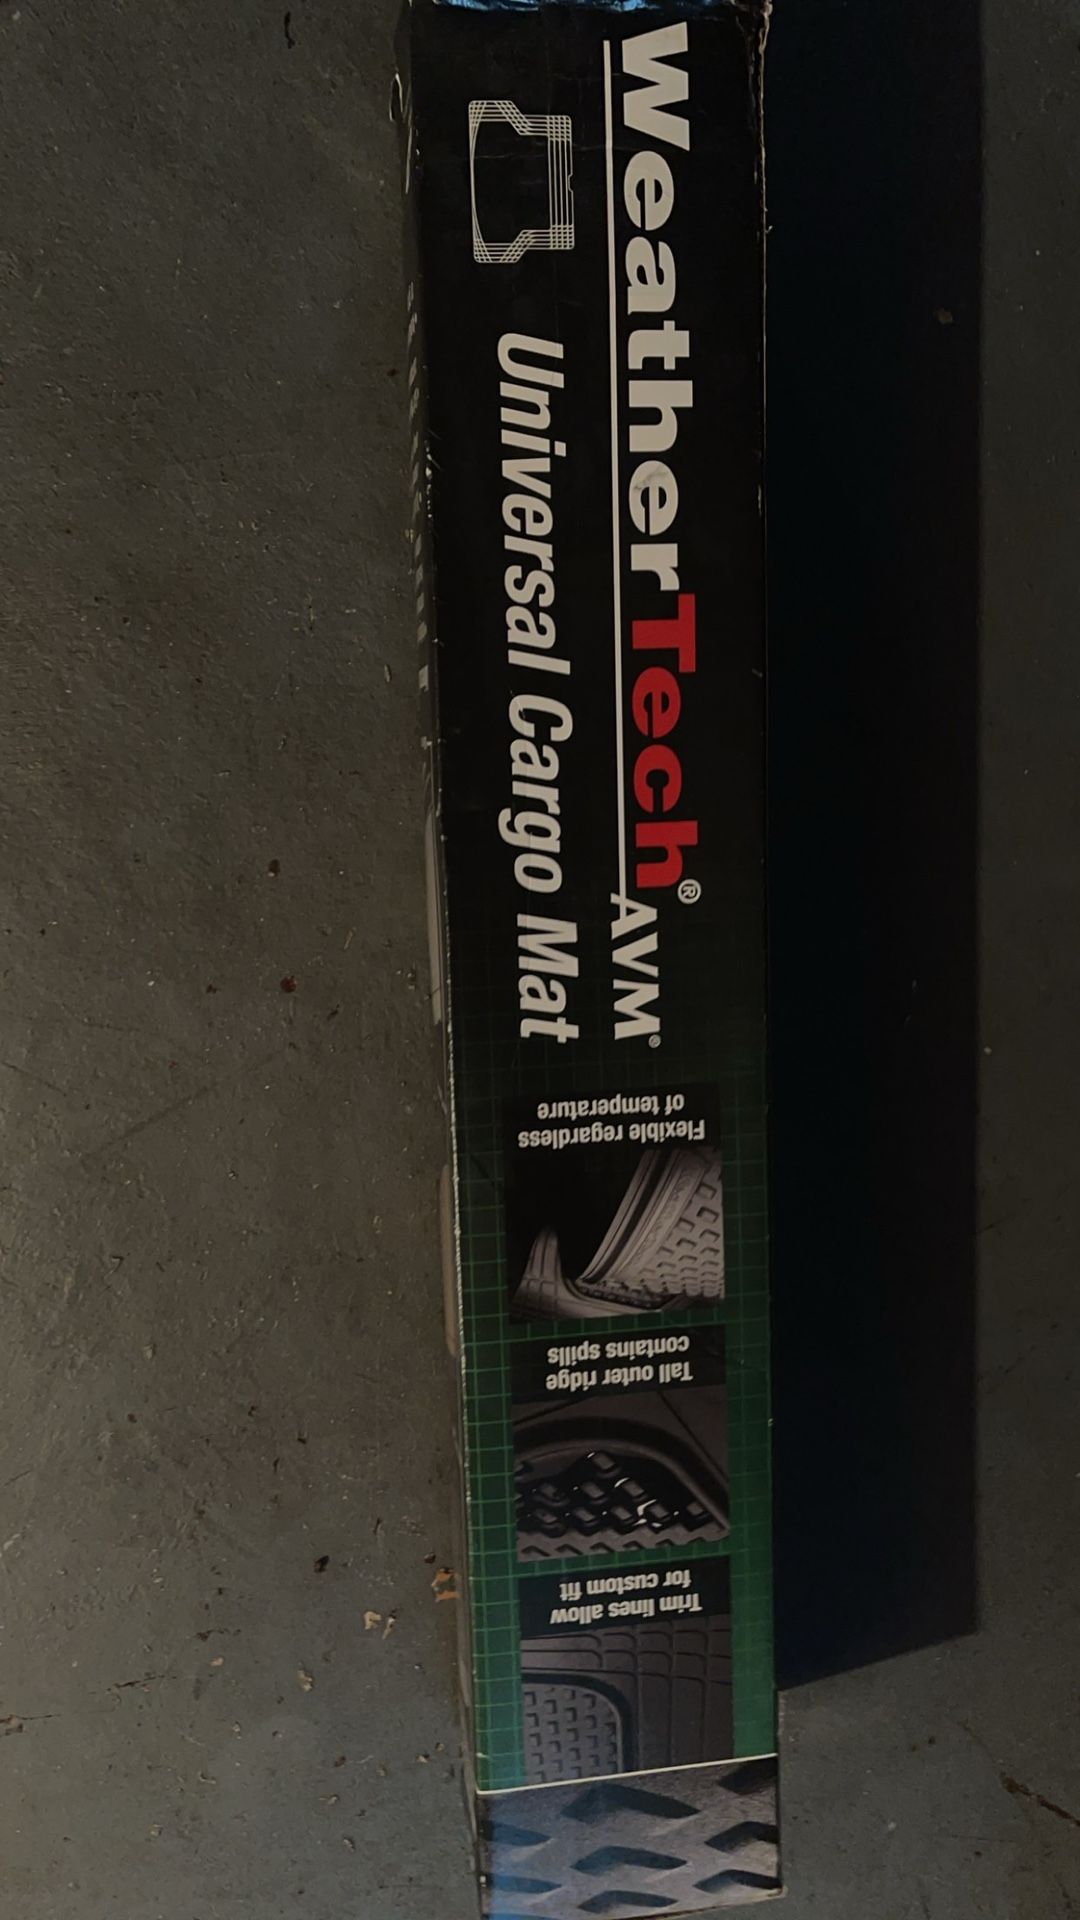 WeatherTech® AVM®
Universal Cargo Mat
Flexible regardless
of temperature
Tall outer ridge
contains spills
Trim lines allow
for custom fit